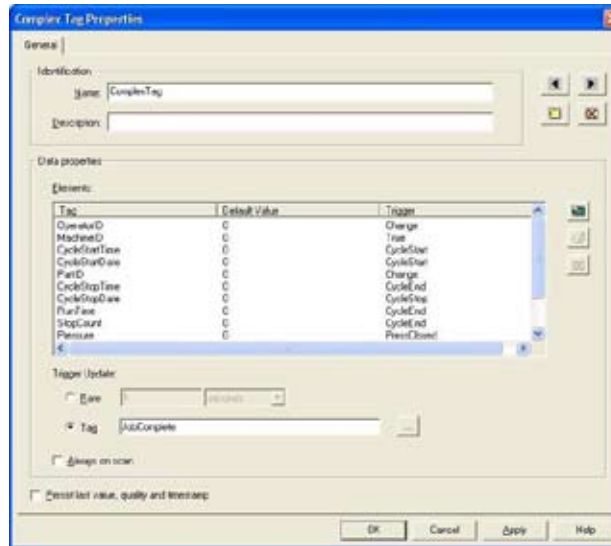 Complex Tag Properties
General
Identification
Name: ComplexTag
Description:
Data properties
Elements:
Tag Default Value Trigger
OperatorID 0 Change
MachineID 0 True
CycleStartTime 0 CycleStart
CycleStartDate 0 CycleStart
PartID 0 Change
CycleStopTime 0 CycleEnd
CycleStopDate 0 CycleStop
RunTime 0 CycleEnd
StopCount 0 CycleEnd
Pressure 0 PressClosed
Trigger Update:
Rate seconds
Tag JobComplete ...
Always on scan
Persist last value, quality and timestamp
OK Cancel Apply Help